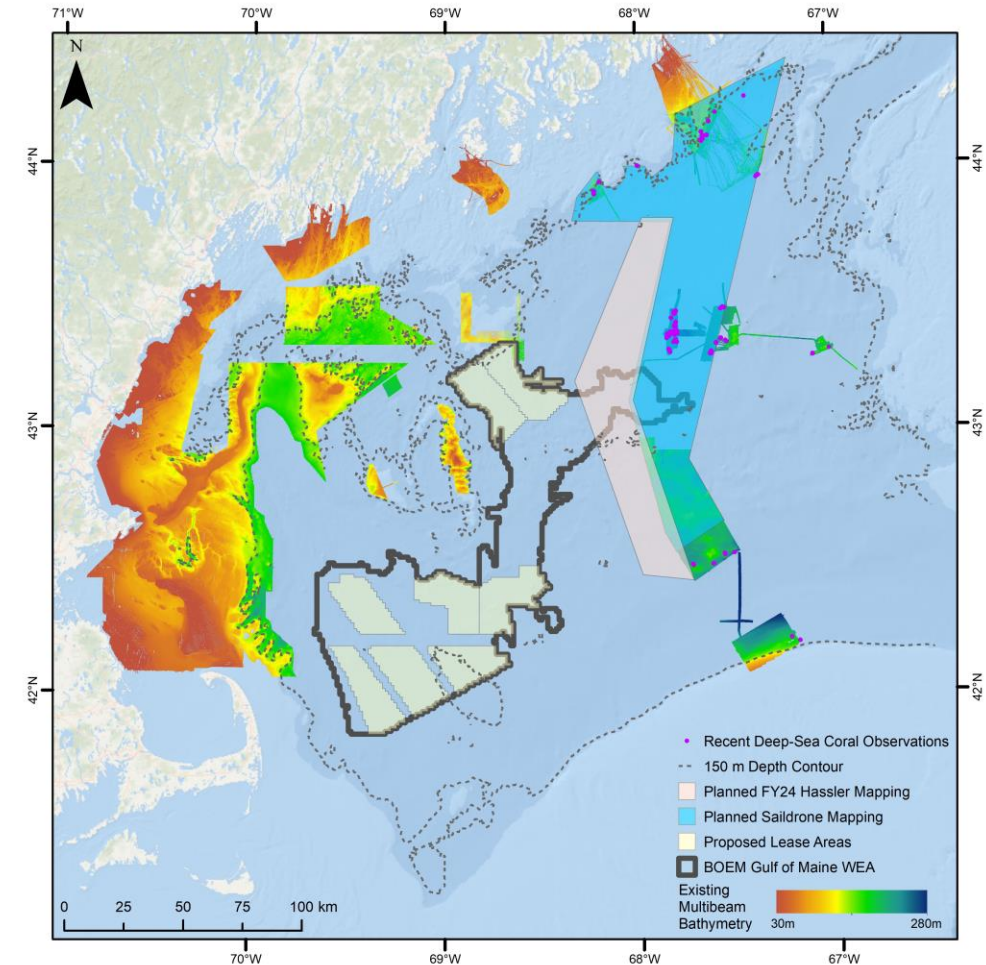 71°W 70°W 69°W 68°W 67°W
N
44°N 44°N
43°N 43°N
42°N 42°N
Recent Deep-Sea Coral Observations
150 m Depth Contour
Planned FY24 Hassler Mapping
Planned Saildrone Mapping
Proposed Lease Areas
BOEM Gulf of Maine WEA
Existing
Multibeam
Bathymetry
30m 280m
0 25 50 75 100 km
70°W 69°W 68°W 67°W